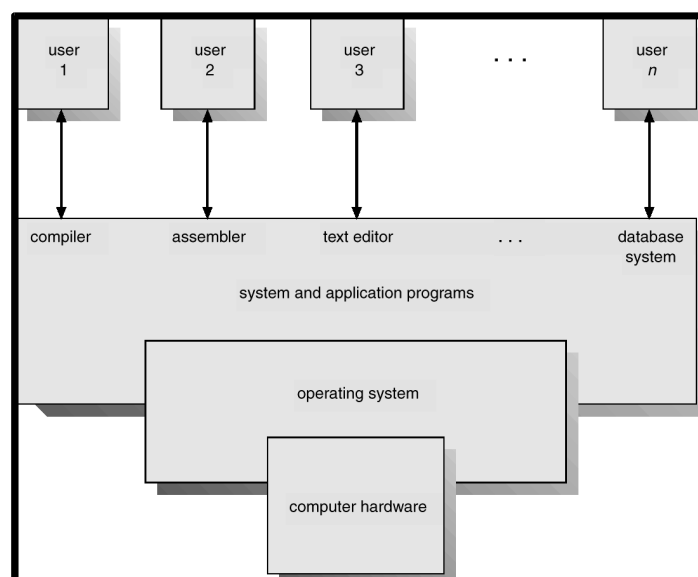 user
1
user
2
user
3
. . .
user
n
compiler
assembler
text editor
. . .
database
system
system and application programs
operating system
computer hardware